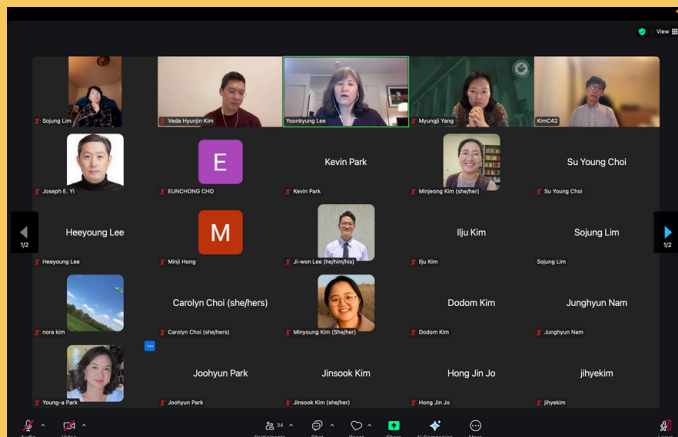 View
Sojung Lim
Veda Hyunjin Kim
Yoonkyung Lee
Myungji Yang
KimC42
Joseph E. Yi
E
EUNCHONG CHO
Kevin Park
Kevin Park
Minjeong Kim (she/her)
Su Young Choi
Su Young Choi
1/2
Heeyoung Lee
Heeyoung Lee
M
Minji Hong
Ji-won Lee (he/him/his)
Ilju Kim
Ilju Kim
Sojung Lim
Sojung Lim
1/2
nora kim
Carolyn Choi (she/hers)
Carolyn Choi (she/hers)
Minyoung Kim (She/her)
Dodom Kim
Dodom Kim
Junghyun Nam
Junghyun Nam
Young-a Park
Joohyun Park
Joohyun Park
Jinsook Kim
Jinsook Kim (she/her)
Hong Jin Jo
Hong Jin Jo
jihyekim
jihyekim
34